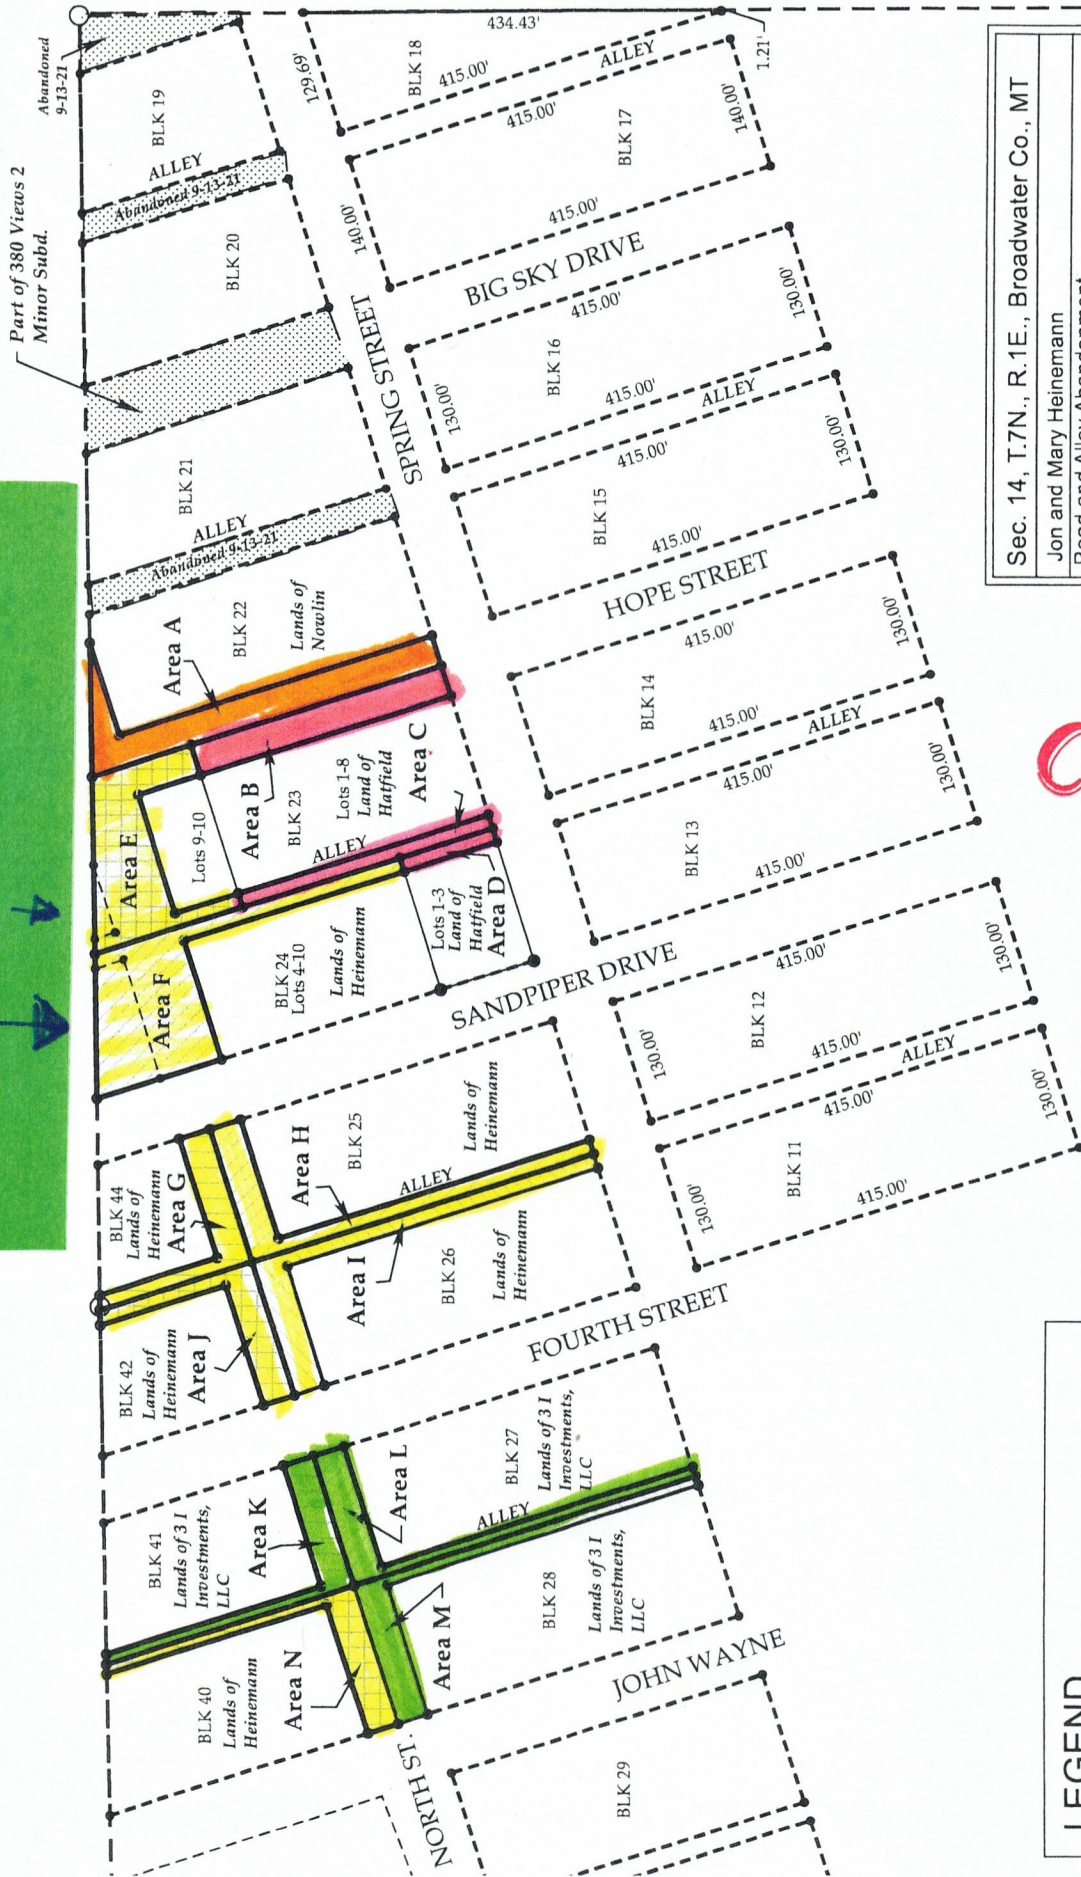 Abandoned
9-13-21
Part of 380 Views 2
Minor Subd.
BLK 19
ALLEY
Abandoned 9-13-21
BLK 20
BLK 21
ALLEY
Abandoned 9-13-21
BLK 22
Lands of
Nowlin
Area A
Area B
BLK 23
Lots 1-8
Land of
Hatfield
Area C
ALLEY
Lots 9-10
Area E
Area F
BLK 24
Lots 4-10
Lands of
Heinemann
Lots 1-3
Land of
Hatfield
Area D
BLK 44
Lands of
Heinemann
Area G
Area H
BLK 25
Lands of
Heinemann
ALLEY
Area I
BLK 26
Lands of
Heinemann
BLK 42
Lands of
Heinemann
Area J
BLK 41
Lands of 3 I
Investments,
LLC
Area K
Area L
BLK 27
Lands of 3 I
Investments,
LLC
ALLEY
BLK 28
Lands of 3 I
Investments,
LLC
Area M
Area N
BLK 40
Lands of
Heinemann
NORTH ST.
JOHN WAYNE
BLK 29
FOURTH STREET
SANDPIPER DRIVE
HOPE STREET
BIG SKY DRIVE
SPRING STREET
434.43'
129.69'
BLK 18
415.00'
ALLEY
1.21'
415.00'
BLK 17
140.00'
140.00'
415.00'
415.00'
BLK 16
130.00'
130.00'
415.00'
ALLEY
415.00'
BLK 15
130.00'
415.00'
415.00'
BLK 14
130.00'
415.00'
ALLEY
415.00'
BLK 13
130.00'
415.00'
415.00'
BLK 12
130.00'
130.00'
415.00'
ALLEY
415.00'
BLK 11
130.00'
130.00'
415.00'
Sec. 14, T.7N., R.1E., Broadwater Co., MT
Jon and Mary Heinemann
Road and Alley Abandonment
LEGEND